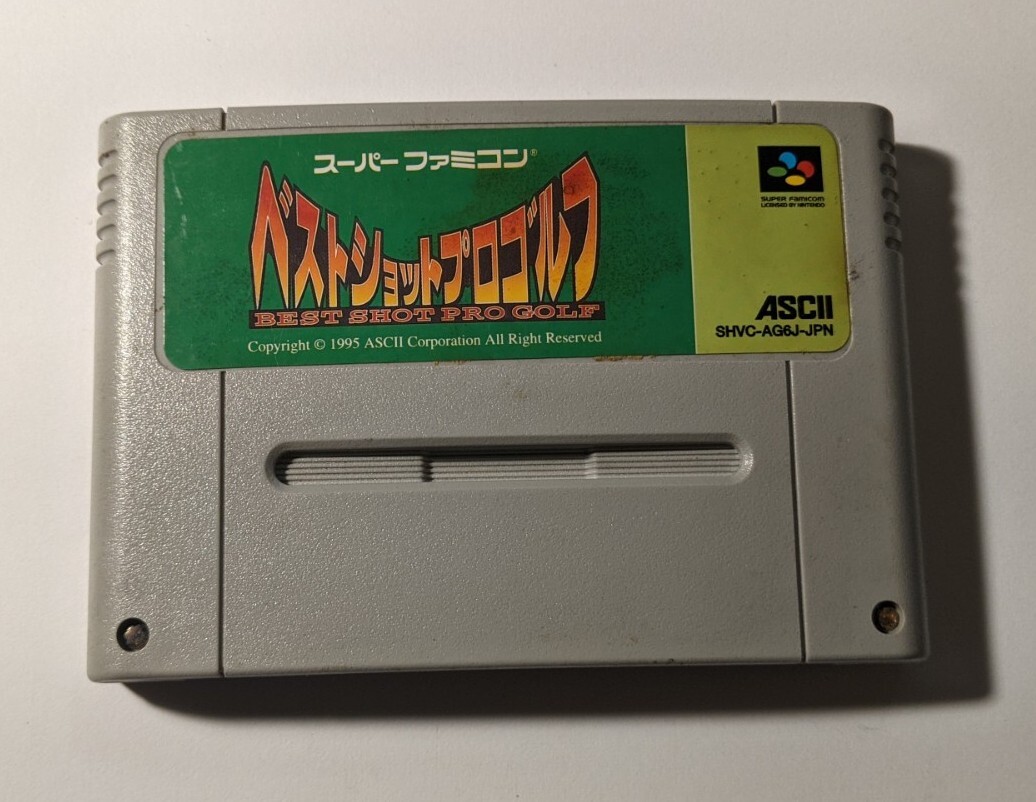 スーパーファミコン®
ベストショットプロゴルフ
BEST SHOT PRO GOLF
Copyright © 1995 ASCII Corporation All Right Reserved
SUPER FAMICOM
LICENSED BY NINTENDO
ASCII
SHVC-AG6J-JPN